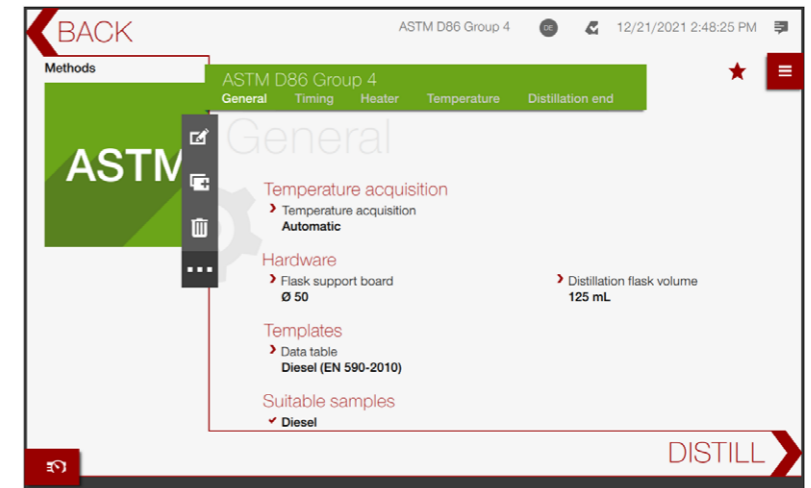 BACK
ASTM D86 Group 4
DE
12/21/2021 2:48:25 PM
Methods
ASTM D86 Group 4
General Timing Heater Temperature Distillation end
ASTM
General
Temperature acquisition
Temperature acquisition
Automatic
Hardware
Flask support board
Ø 50
Distillation flask volume
125 mL
Templates
Data table
Diesel (EN 590-2010)
Suitable samples
Diesel
DISTILL